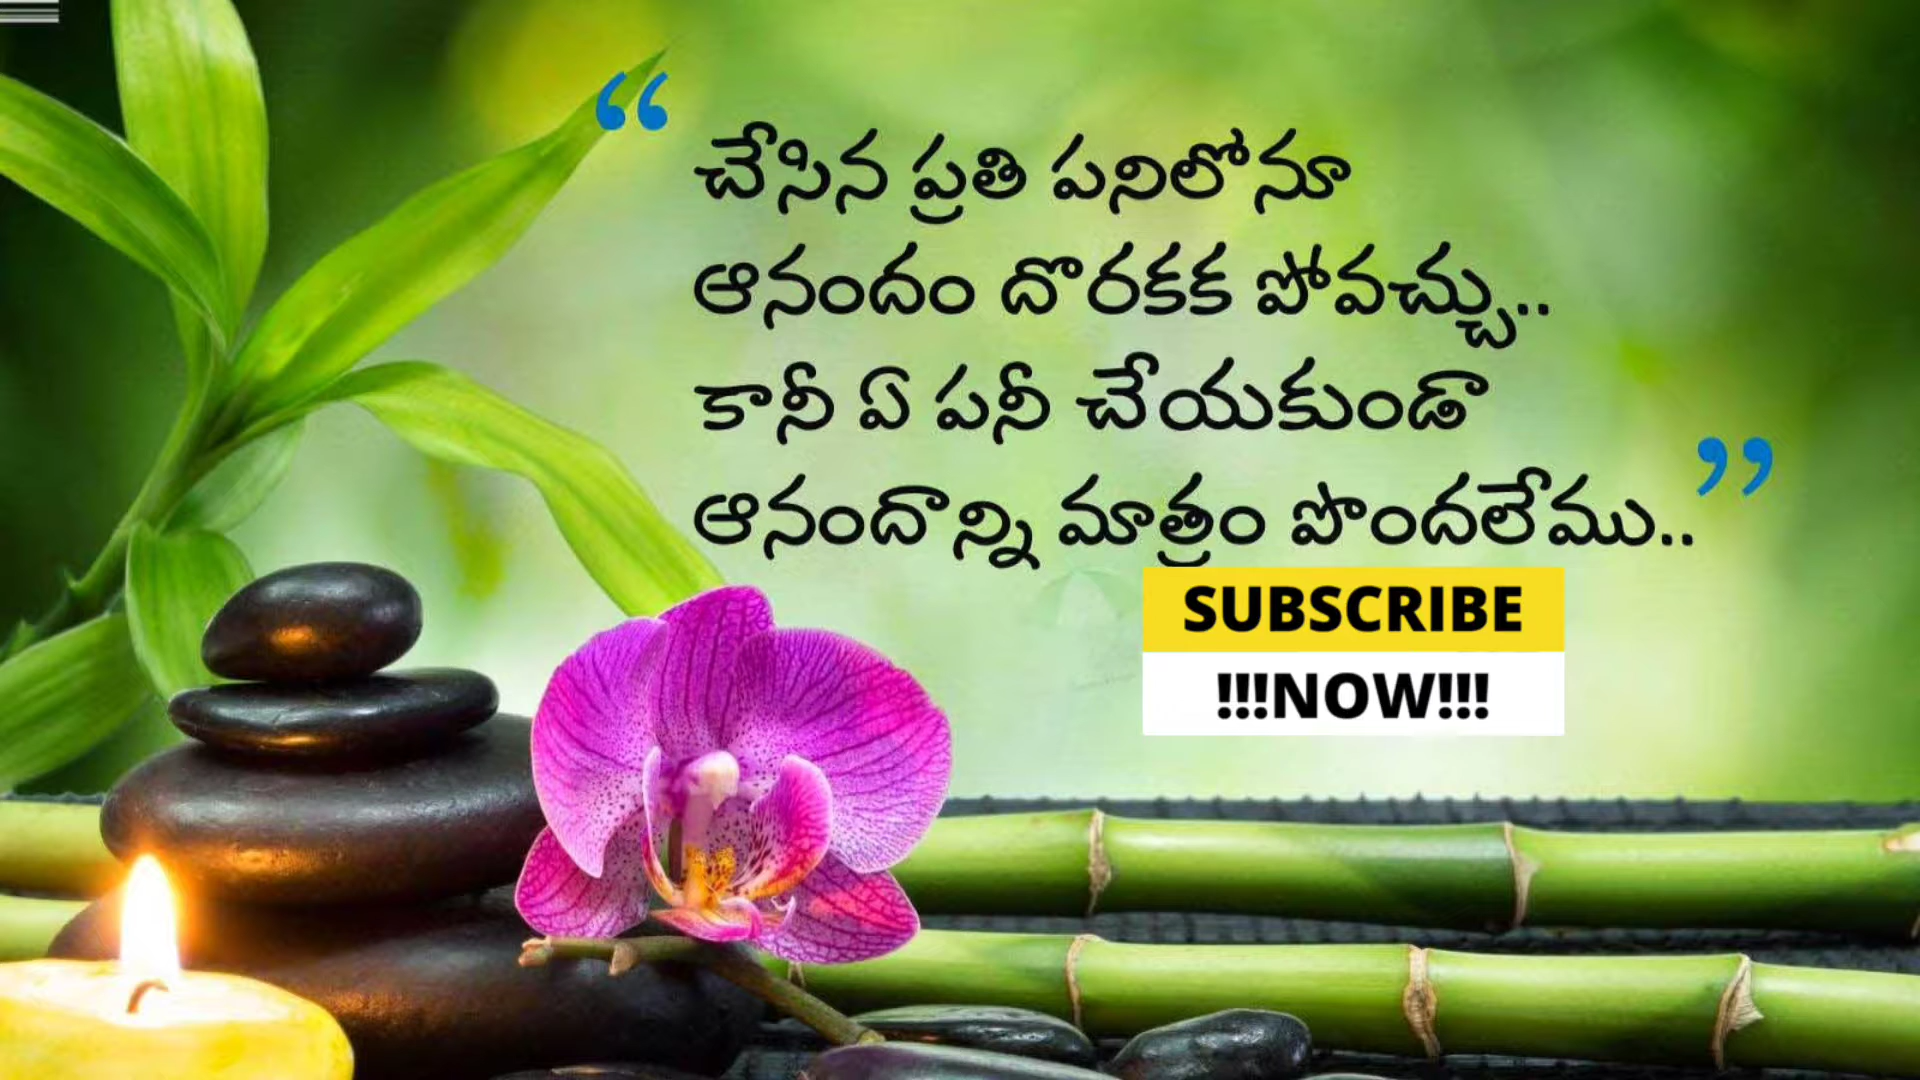 “చేసిన ప్రతి పనిలోనూ
ఆనందం దొరకక పోవచ్చు..
కానీ ఏ పనీ చేయకుండా
ఆనందాన్ని మాత్రం పొందలేము..”
SUBSCRIBE
!!!NOW!!!